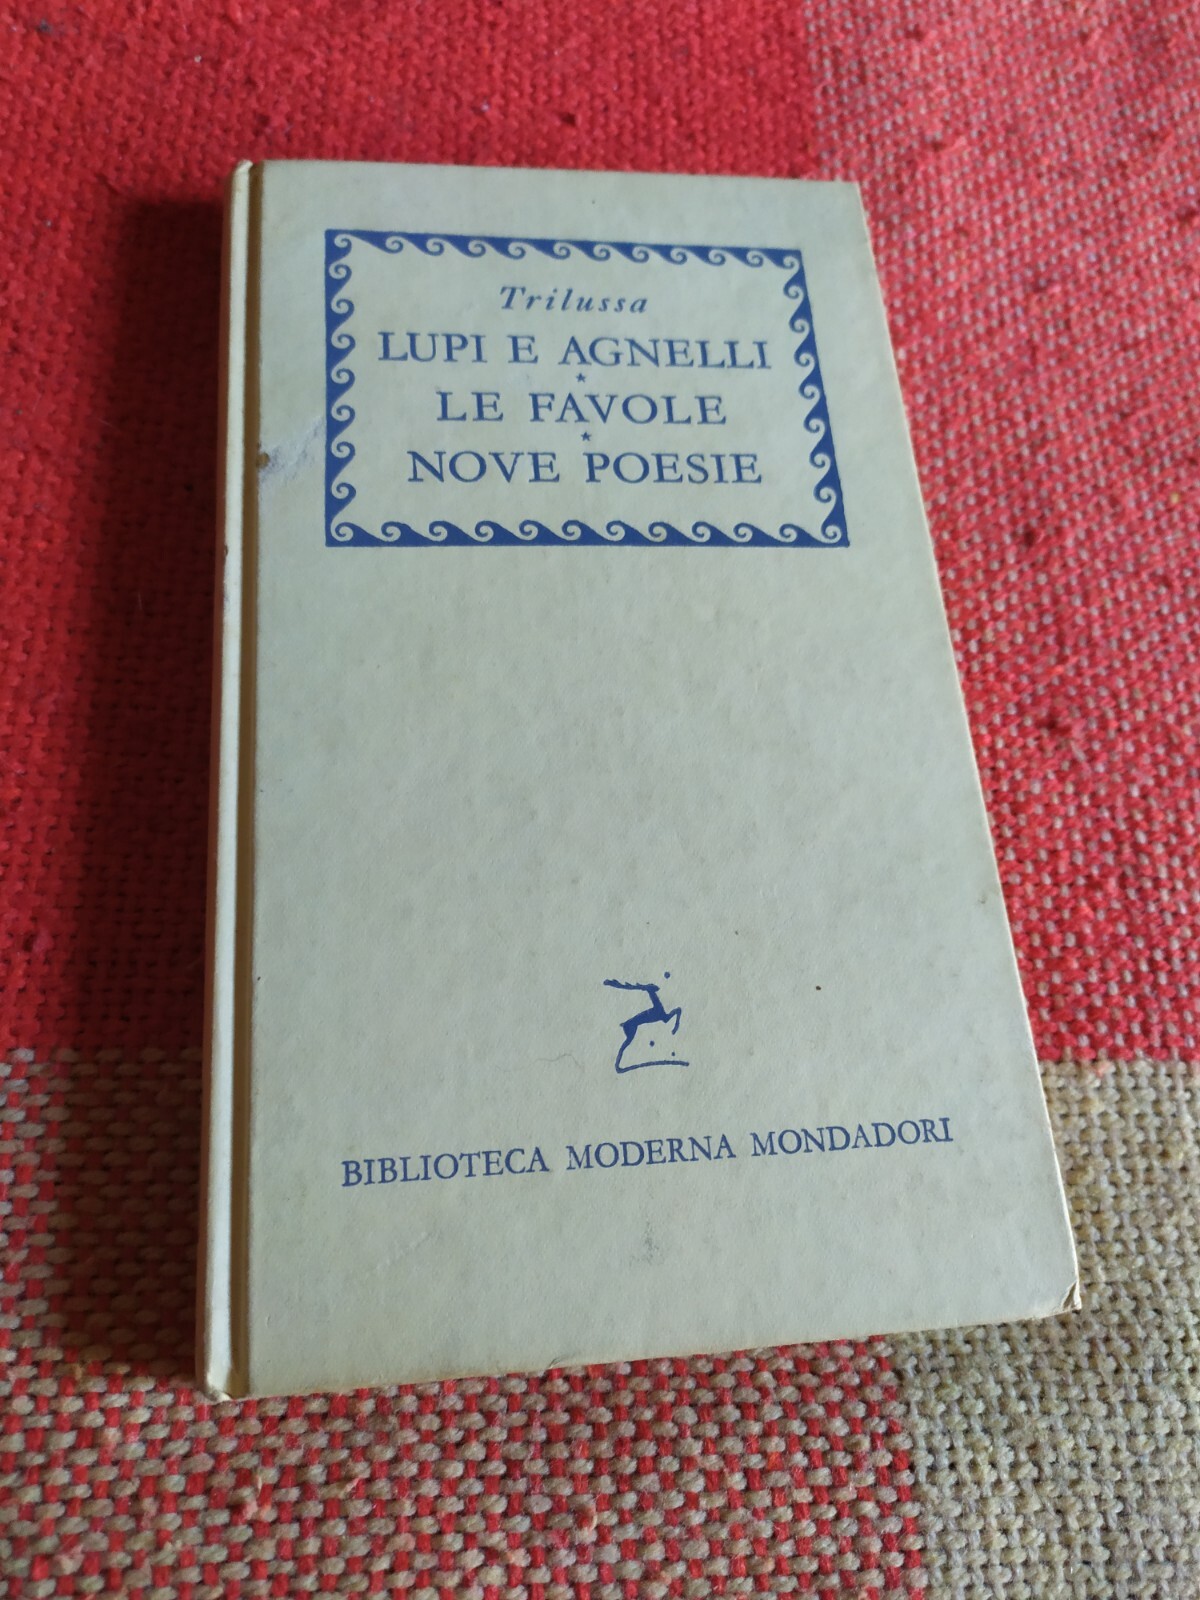 Trilussa
LUPI E AGNELLI
LE FAVOLE
NOVE POESIE
BIBLIOTECA MODERNA MONDADORI